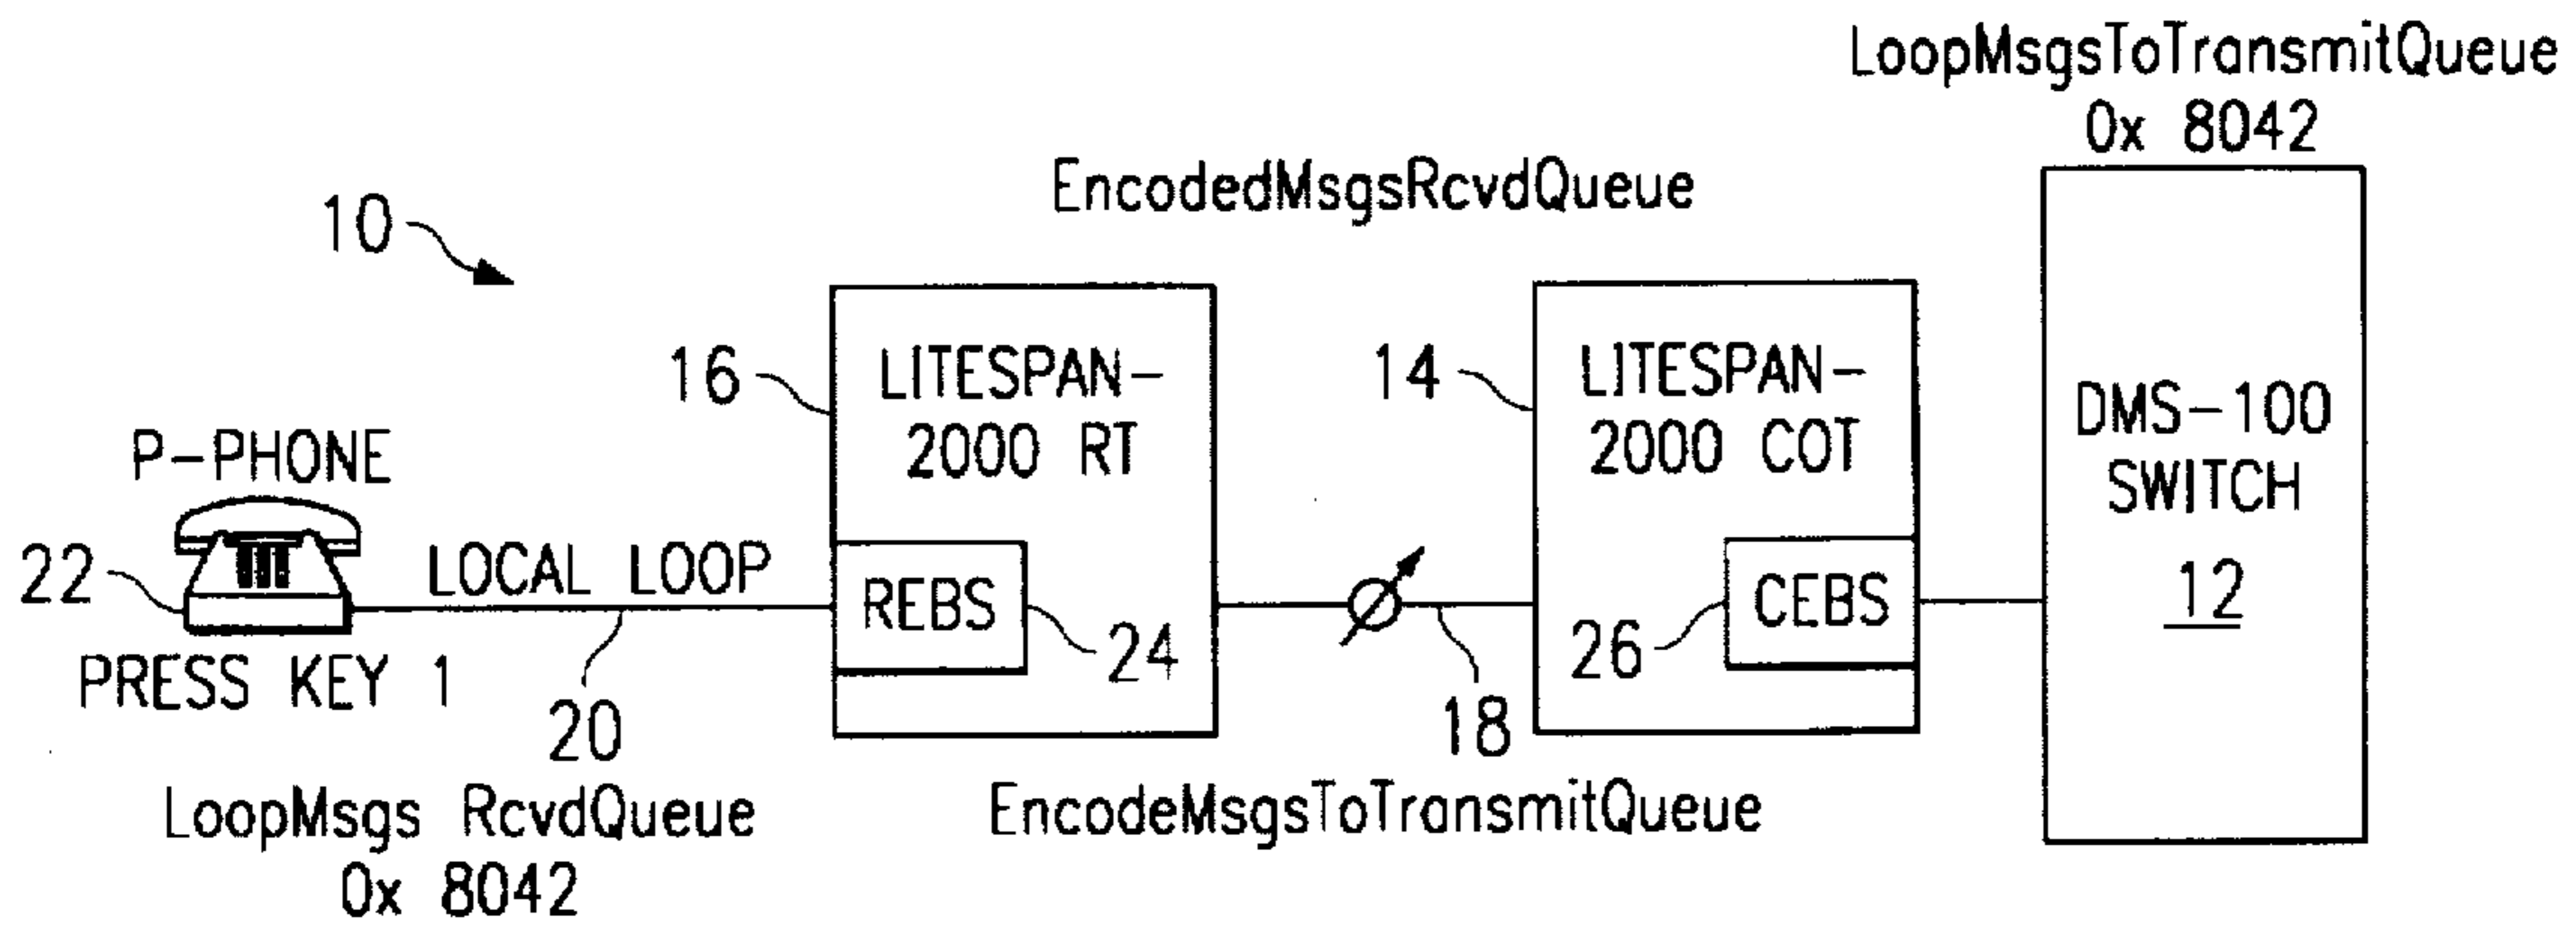 LoopMsgsToTransmitQueue
0x 8042
EncodedMsgsRcvdQueue
10
16
LITESPAN-
2000 RT
14
LITESPAN-
2000 COT
DMS-100
SWITCH
12
P-PHONE
22
LOCAL LOOP
REBS
24
26
CEBS
PRESS KEY 1
20
18
LoopMsgs RcvdQueue
0x 8042
EncodeMsgsToTransmitQueue